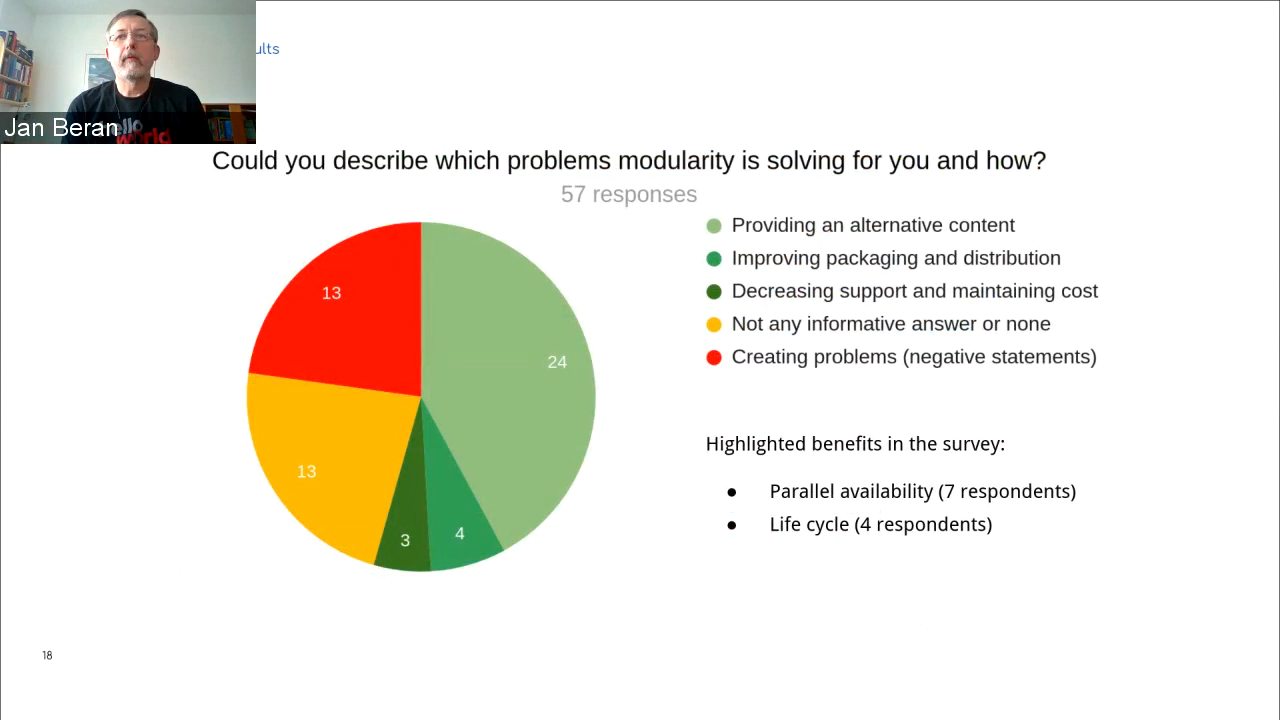 ults
Jan Beran
ello
world
Could you describe which problems modularity is solving for you and how?
57 responses
Providing an alternative content
Improving packaging and distribution
Decreasing support and maintaining cost
Not any informative answer or none
Creating problems (negative statements)
13
24
13
3
4
Highlighted benefits in the survey:
● Parallel availability (7 respondents)
● Life cycle (4 respondents)
18